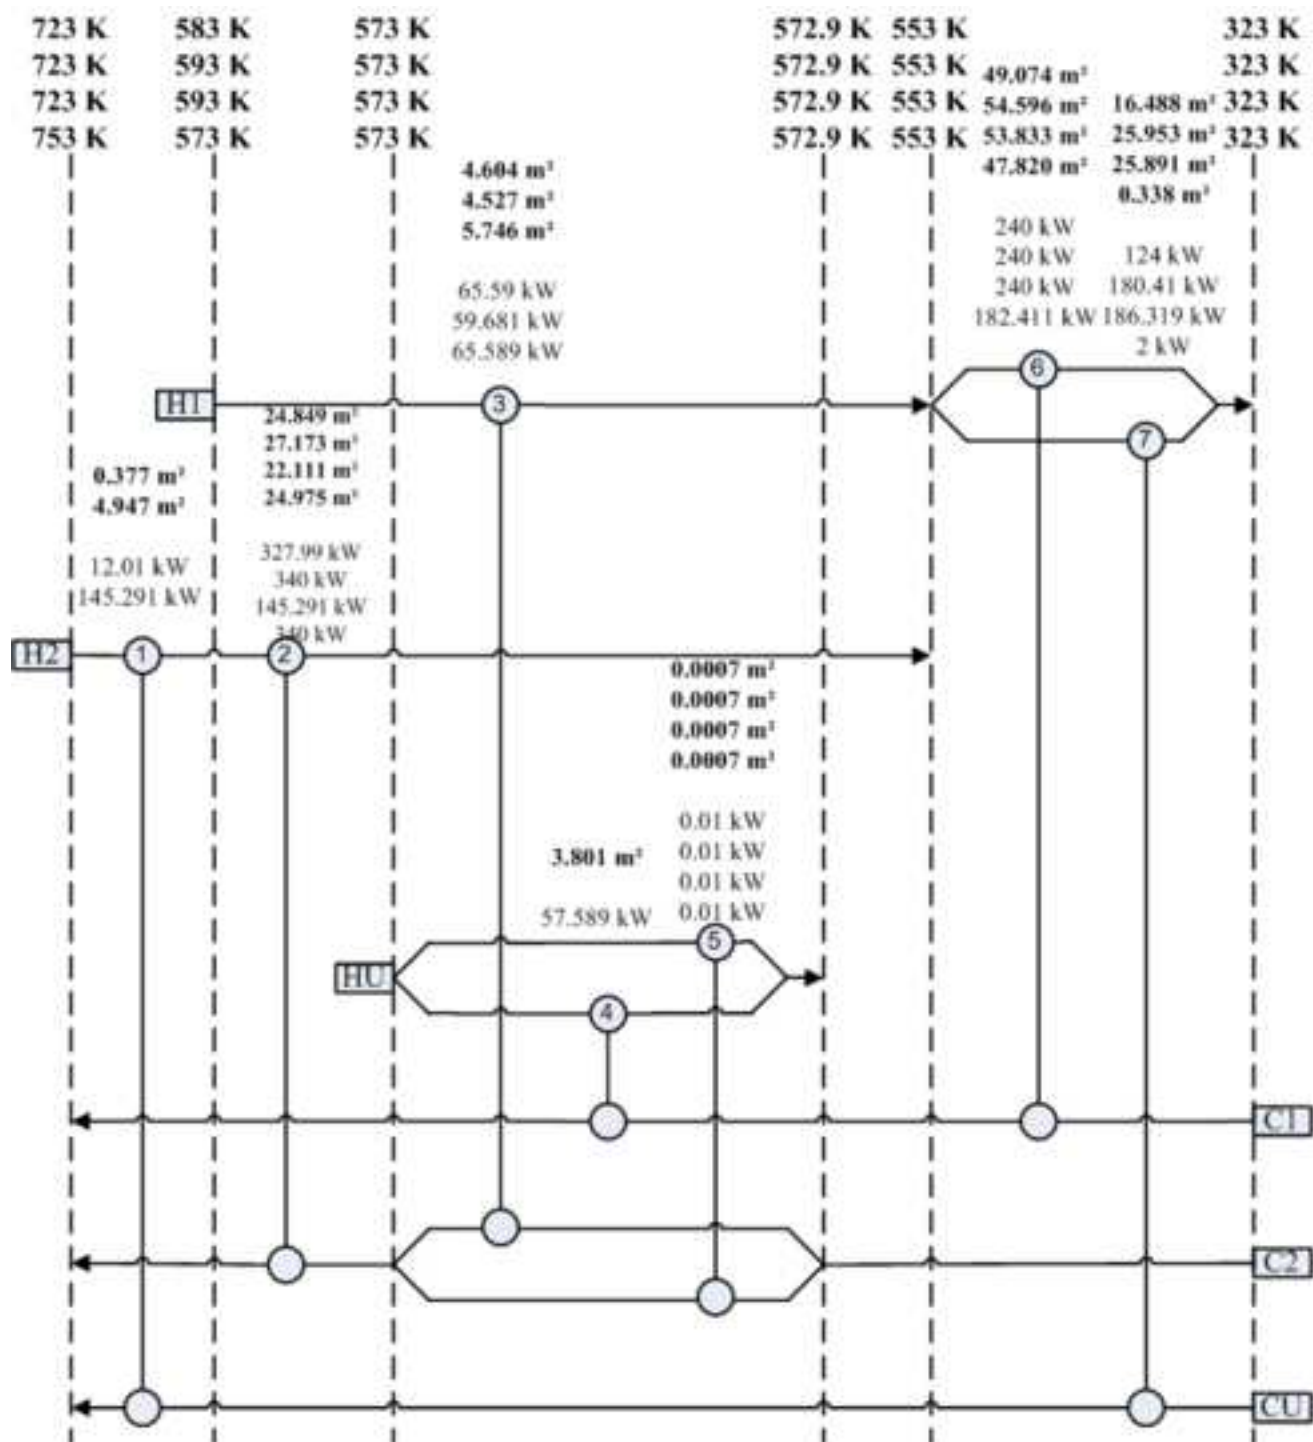 723 K 583 K 573 K 572.9 K 553 K 323 K
723 K 593 K 573 K 572.9 K 553 K 323 K
723 K 593 K 573 K 572.9 K 553 K 323 K
753 K 573 K 573 K 572.9 K 553 K 323 K
49.074 m²
54.596 m²
53.833 m²
47.820 m²
16.488 m²
25.953 m²
25.891 m²
0.338 m²
4.604 m²
4.527 m²
5.746 m²
240 kW
240 kW
240 kW
182.411 kW
124 kW
180.41 kW
186.319 kW
2 kW
65.59 kW
59.681 kW
65.589 kW
6
H1
3
7
24.849 m²
27.173 m²
22.111 m²
24.975 m²
0.377 m²
4.947 m²
327.99 kW
340 kW
145.291 kW
340 kW
12.01 kW
145.291 kW
H2
1
2
0.0007 m²
0.0007 m²
0.0007 m²
0.0007 m²
0.01 kW
0.01 kW
0.01 kW
0.01 kW
3.801 m²
57.589 kW
5
HU
4
C1
C2
CU